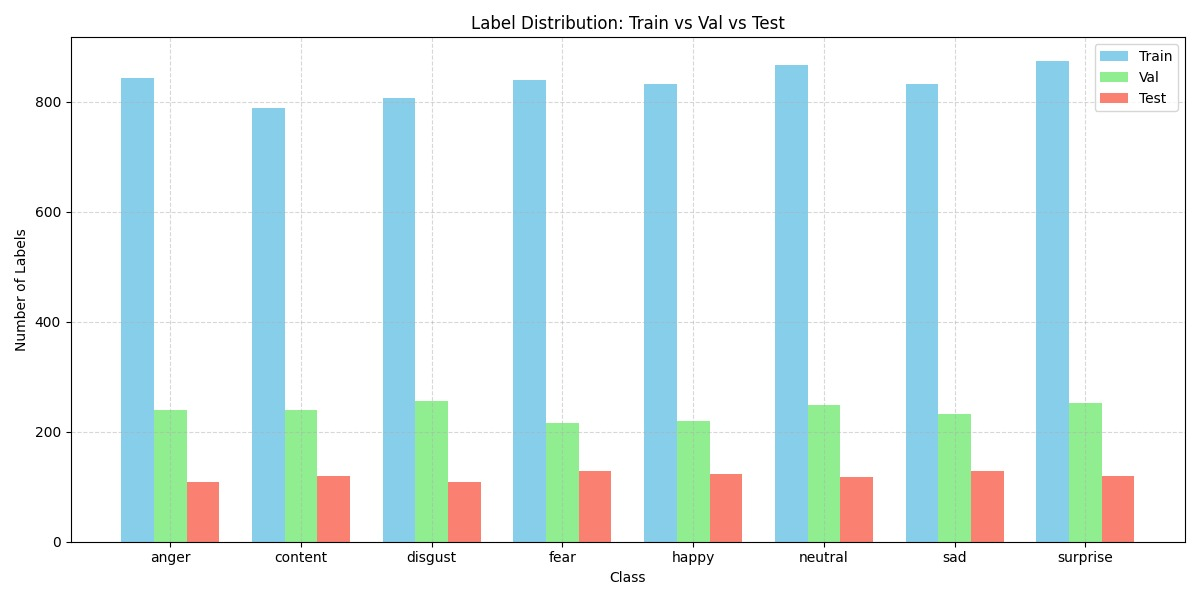 Label Distribution: Train vs Val vs Test
Train
Val
Test
Number of Labels
800
600
400
200
0
anger content disgust fear happy neutral sad surprise
Class